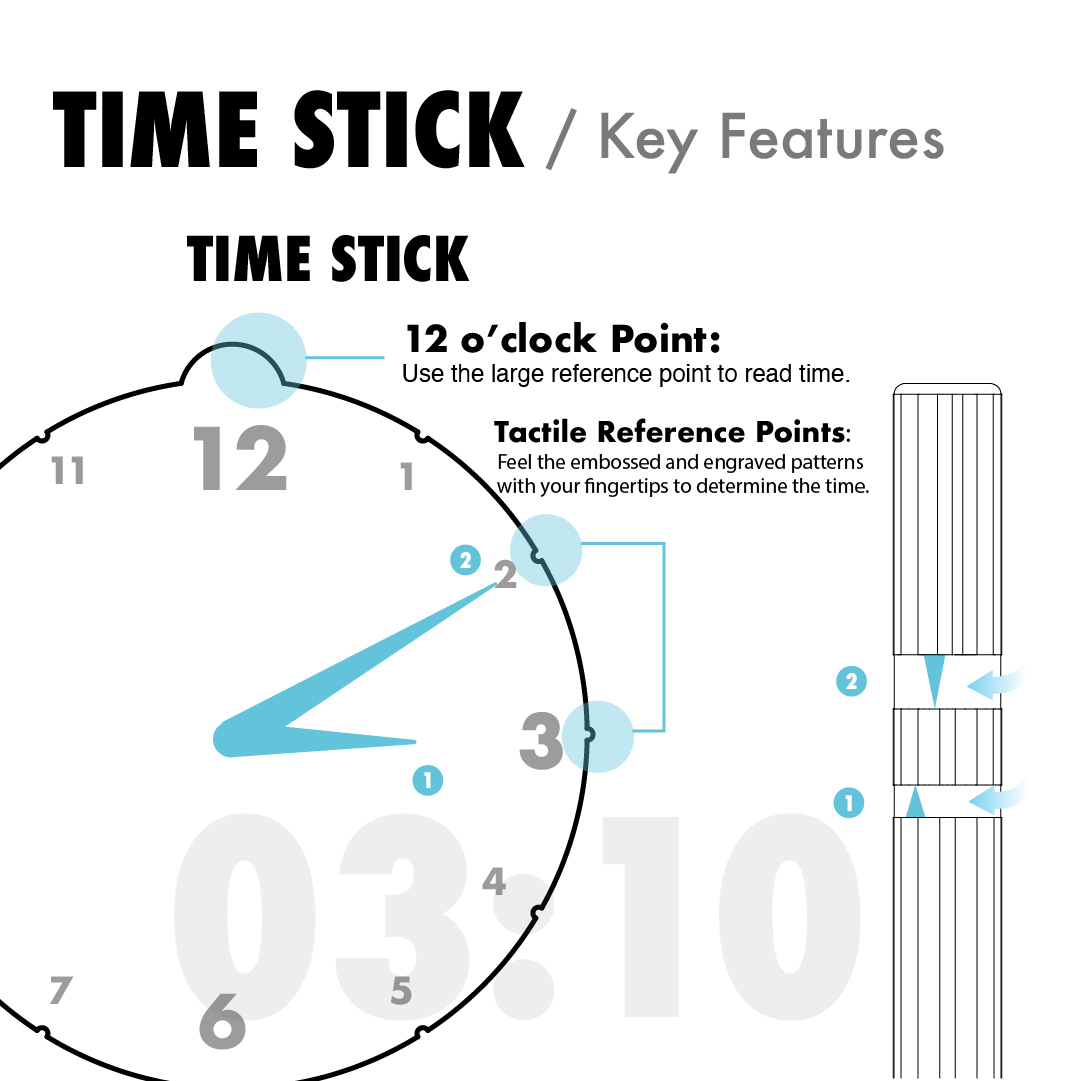 TIME STICK / Key Features
TIME STICK
12 o’clock Point:
Use the large reference point to read time.
Tactile Reference Points:
Feel the embossed and engraved patterns
with your fingertips to determine the time.
11
12
1
2
2
3
1
2
1
03:10
4
7
6
5